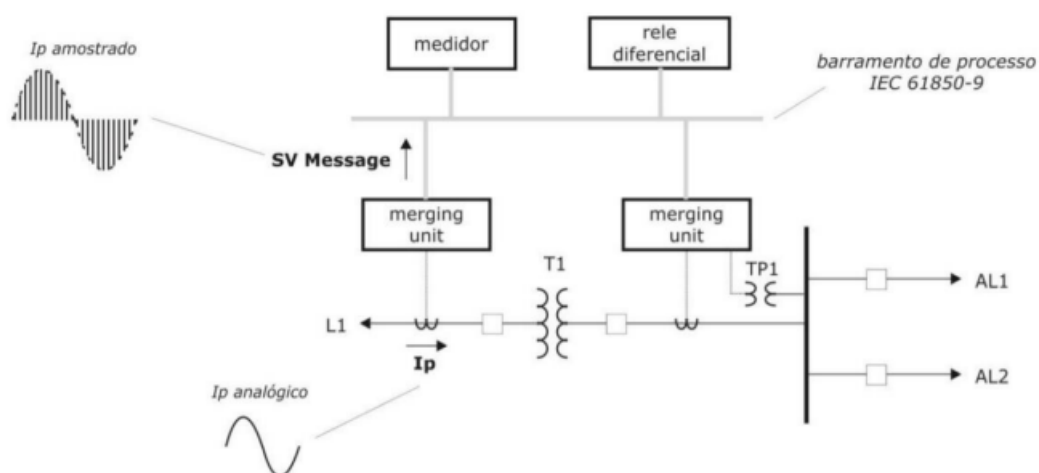 Ip amostrado
medidor
rele
diferencial
barramento de processo
IEC 61850-9
SV Message
merging
unit
merging
unit
T1
TP1
AL1
L1
Ip
AL2
Ip analógico